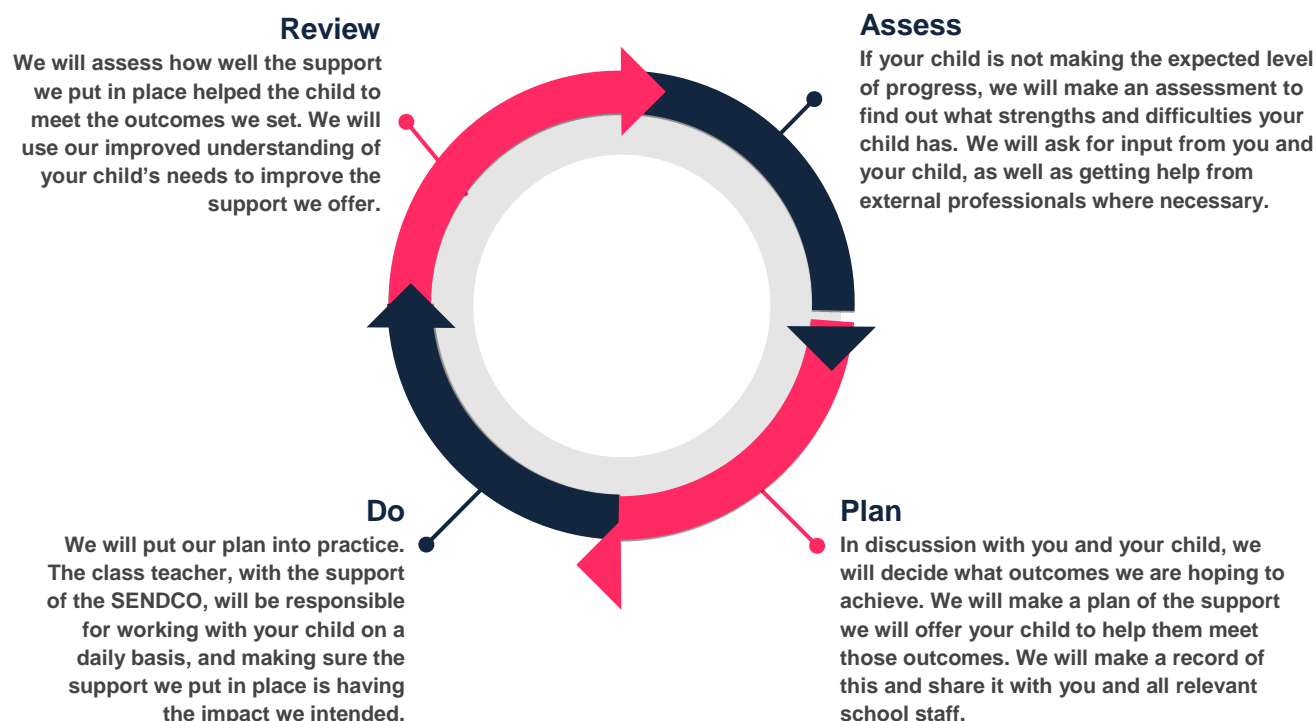 Review
We will assess how well the support
we put in place helped the child to
meet the outcomes we set. We will
use our improved understanding of
your child’s needs to improve the
support we offer.
Assess
If your child is not making the expected level
of progress, we will make an assessment to
find out what strengths and difficulties your
child has. We will ask for input from you and
your child, as well as getting help from
external professionals where necessary.
Do
We will put our plan into practice.
The class teacher, with the support
of the SENDCO, will be responsible
for working with your child on a
daily basis, and making sure the
support we put in place is having
the impact we intended.
Plan
In discussion with you and your child, we
will decide what outcomes we are hoping to
achieve. We will make a plan of the support
we will offer your child to help them meet
those outcomes. We will make a record of
this and share it with you and all relevant
school staff.